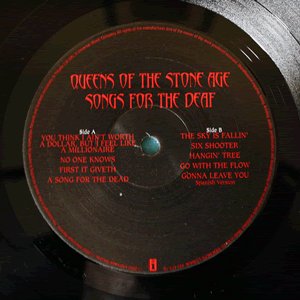 QUEENS OF THE STONE AGE
SONGS FOR THE DEAF
Side A
YOU THINK I AIN'T WORTH
A DOLLAR, BUT I FEEL LIKE
A MILLIONAIRE
NO ONE KNOWS
FIRST IT GIVETH
A SONG FOR THE DEAD
Side B
THE SKY IS FALLIN'
SIX SHOOTER
HANGIN' TREE
GO WITH THE FLOW
GONNA LEAVE YOU
Spanish Version